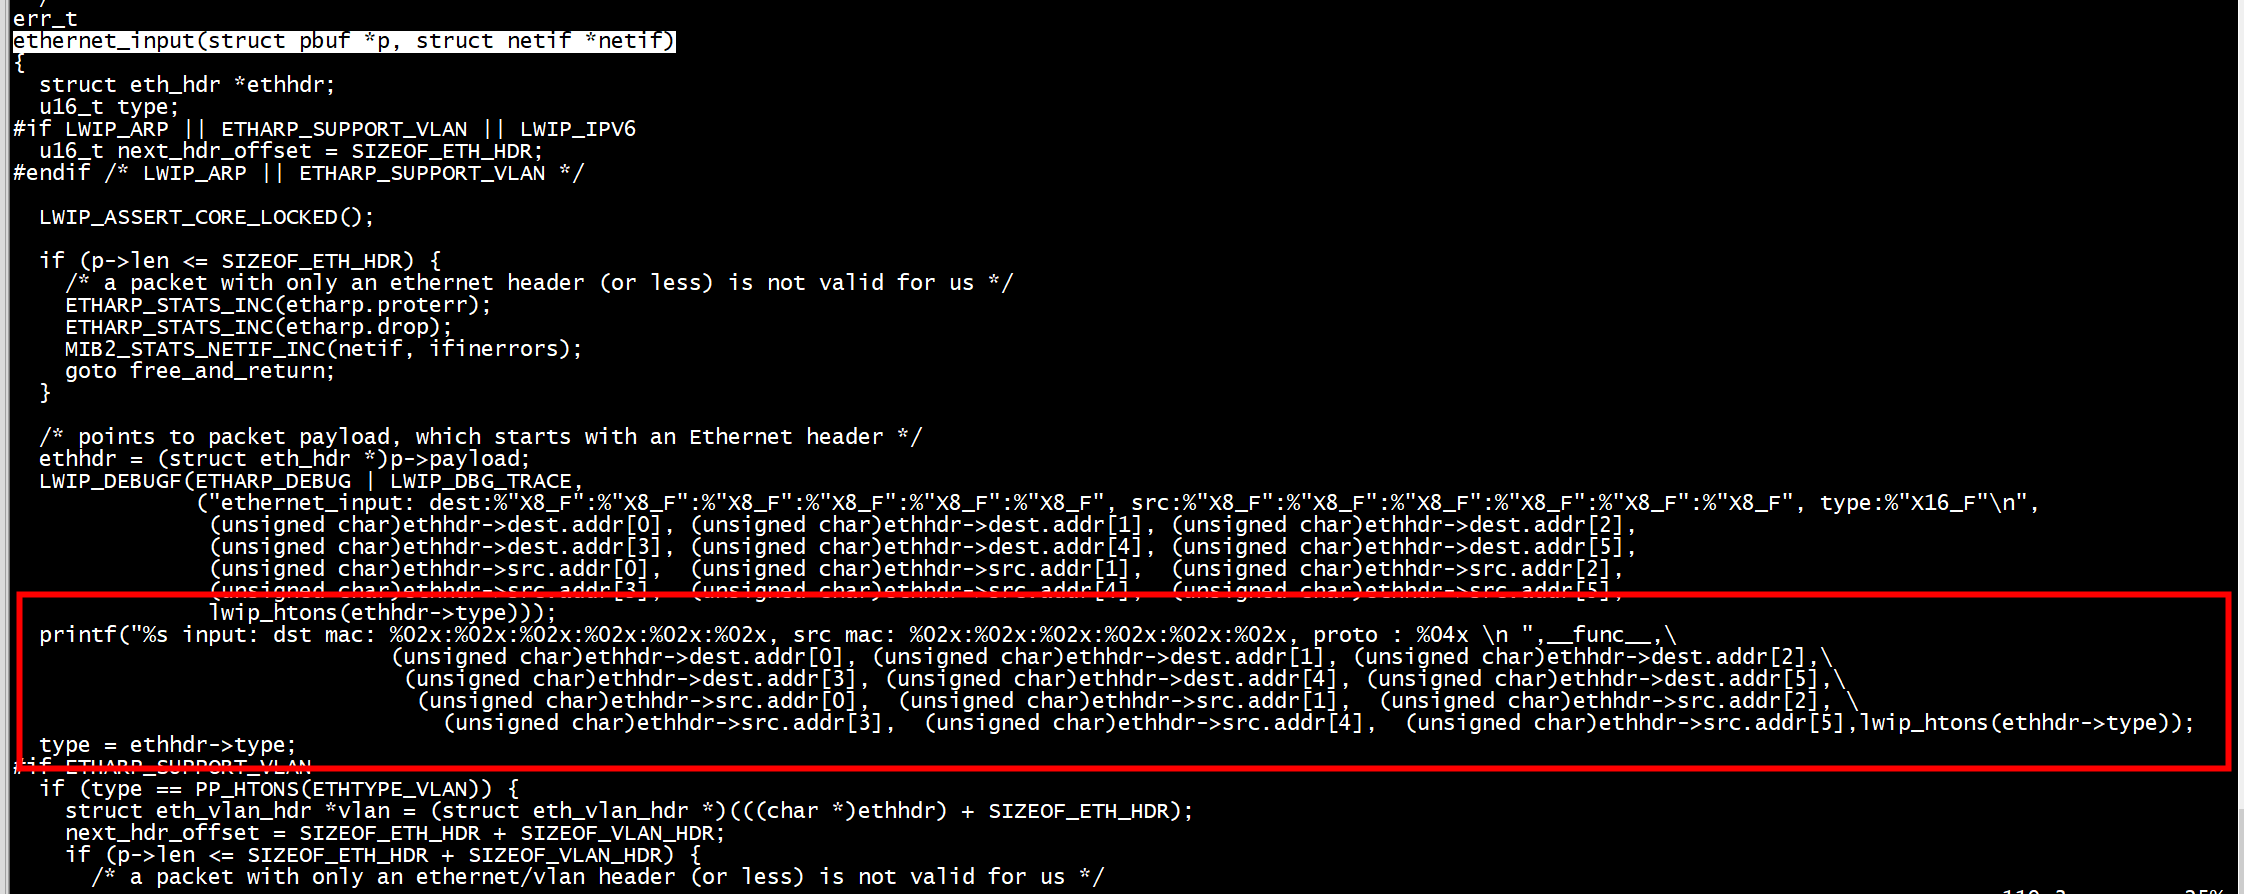 err_t
ethernet_input(struct pbuf *p, struct netif *netif)
{
  struct eth_hdr *ethhdr;
  u16_t type;
#if LWIP_ARP || ETHARP_SUPPORT_VLAN || LWIP_IPV6
  u16_t next_hdr_offset = SIZEOF_ETH_HDR;
#endif /* LWIP_ARP || ETHARP_SUPPORT_VLAN */
  LWIP_ASSERT_CORE_LOCKED();
  if (p->len <= SIZEOF_ETH_HDR) {
    /* a packet with only an ethernet header (or less) is not valid for us */
    ETHARP_STATS_INC(etharp.proterr);
    ETHARP_STATS_INC(etharp.drop);
    MIB2_STATS_NETIF_INC(netif, ifinerrors);
    goto free_and_return;
  }
  /* points to packet payload, which starts with an Ethernet header */
  ethhdr = (struct eth_hdr *)p->payload;
  LWIP_DEBUGF(ETHARP_DEBUG | LWIP_DBG_TRACE,
              ("ethernet_input: dest:%"X8_F":%"X8_F":%"X8_F":%"X8_F":%"X8_F":%"X8_F", src:%"X8_F":%"X8_F":%"X8_F":%"X8_F":%"X8_F":%"X8_F", type:%"X16_F"\n",
               (unsigned char)ethhdr->dest.addr[0], (unsigned char)ethhdr->dest.addr[1], (unsigned char)ethhdr->dest.addr[2],
               (unsigned char)ethhdr->dest.addr[3], (unsigned char)ethhdr->dest.addr[4], (unsigned char)ethhdr->dest.addr[5],
               (unsigned char)ethhdr->src.addr[0],  (unsigned char)ethhdr->src.addr[1],  (unsigned char)ethhdr->src.addr[2],
               (unsigned char)ethhdr->src.addr[3],  (unsigned char)ethhdr->src.addr[4],  (unsigned char)ethhdr->src.addr[5],
               lwip_htons(ethhdr->type)));
  printf("%s input: dst mac: %02x:%02x:%02x:%02x:%02x:%02x, src mac: %02x:%02x:%02x:%02x:%02x:%02x, proto : %04x \n ",__func__,\
                             (unsigned char)ethhdr->dest.addr[0], (unsigned char)ethhdr->dest.addr[1], (unsigned char)ethhdr->dest.addr[2],\
                              (unsigned char)ethhdr->dest.addr[3], (unsigned char)ethhdr->dest.addr[4], (unsigned char)ethhdr->dest.addr[5],\
                               (unsigned char)ethhdr->src.addr[0],  (unsigned char)ethhdr->src.addr[1],  (unsigned char)ethhdr->src.addr[2], \
                                 (unsigned char)ethhdr->src.addr[3],  (unsigned char)ethhdr->src.addr[4],  (unsigned char)ethhdr->src.addr[5],lwip_htons(ethhdr->type));
  type = ethhdr->type;
#if ETHARP_SUPPORT_VLAN
  if (type == PP_HTONS(ETHTYPE_VLAN)) {
    struct eth_vlan_hdr *vlan = (struct eth_vlan_hdr *)(((char *)ethhdr) + SIZEOF_ETH_HDR);
    next_hdr_offset = SIZEOF_ETH_HDR + SIZEOF_VLAN_HDR;
    if (p->len <= SIZEOF_ETH_HDR + SIZEOF_VLAN_HDR) {
      /* a packet with only an ethernet/vlan header (or less) is not valid for us */